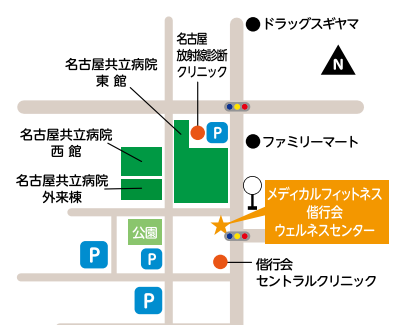 ドラッグスギヤマ
名古屋
放射線診断
クリニック
名古屋共立病院
東 館
N
P
名古屋共立病院
西 館
ファミリーマート
名古屋共立病院
外来棟
メディカルフィットネス
偕行会
ウェルネスセンター
公園
P
P
偕行会
セントラルクリニック
P